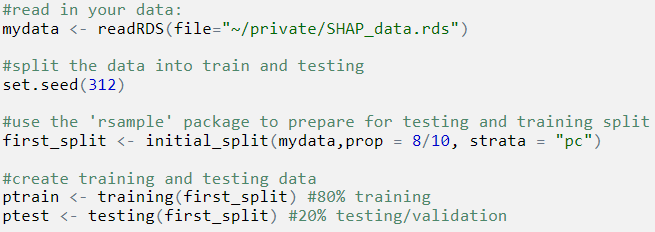 #read in your data:
mydata <- readRDS(file="~/private/SHAP_data.rds")
#split the data into train and testing
set.seed(312)
#use the 'rsample' package to prepare for testing and training split
first_split <- initial_split(mydata,prop = 8/10, strata = "pc")
#create training and testing data
ptrain <- training(first_split) #80% training
ptest <- testing(first_split) #20% testing/validation